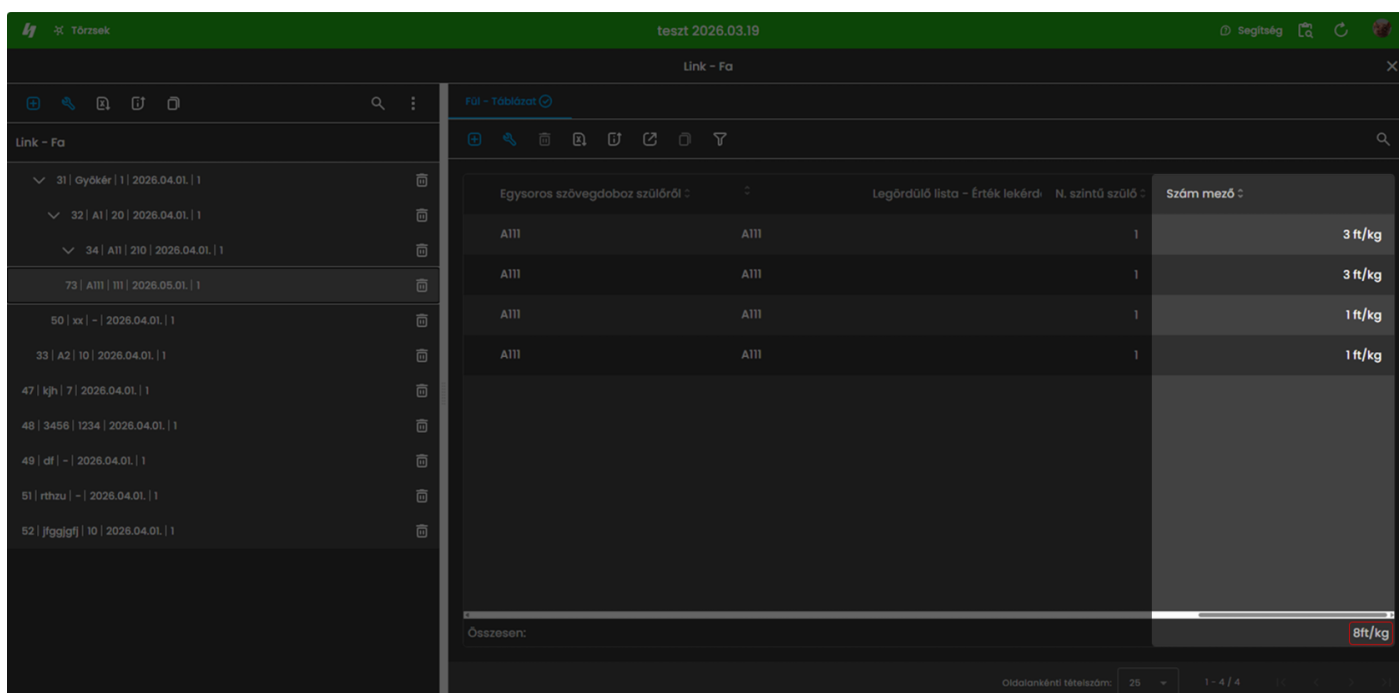 Törzsek
teszt 2026.03.19
Segítség
Link - Fa
Link - Fa
31 | Gyökér | 1 | 2026.04.01. | 1
32 | A1 | 20 | 2026.04.01. | 1
34 | A11 | 210 | 2026.04.01. | 1
73 | A111 | 111 | 2026.05.01. | 1
50 | xx | - | 2026.04.01. | 1
33 | A2 | 10 | 2026.04.01. | 1
47 | kjh | 7 | 2026.04.01. | 1
48 | 3456 | 1234 | 2026.04.01. | 1
49 | df | - | 2026.04.01. | 1
51 | rthzu | - | 2026.04.01. | 1
52 | jfggjgfj | 10 | 2026.04.01. | 1
Fül - Táblázat
Egysoros szövegdoboz szülőről Legördülő lista - Érték lekérd N. szintű szülő Szám mező
A111 A111 1 3 ft/kg
A111 A111 1 3 ft/kg
A111 A111 1 1 ft/kg
A111 A111 1 1 ft/kg
Összesen: 8ft/kg
Oldalankénti tételszám: 25 1 - 4 / 4